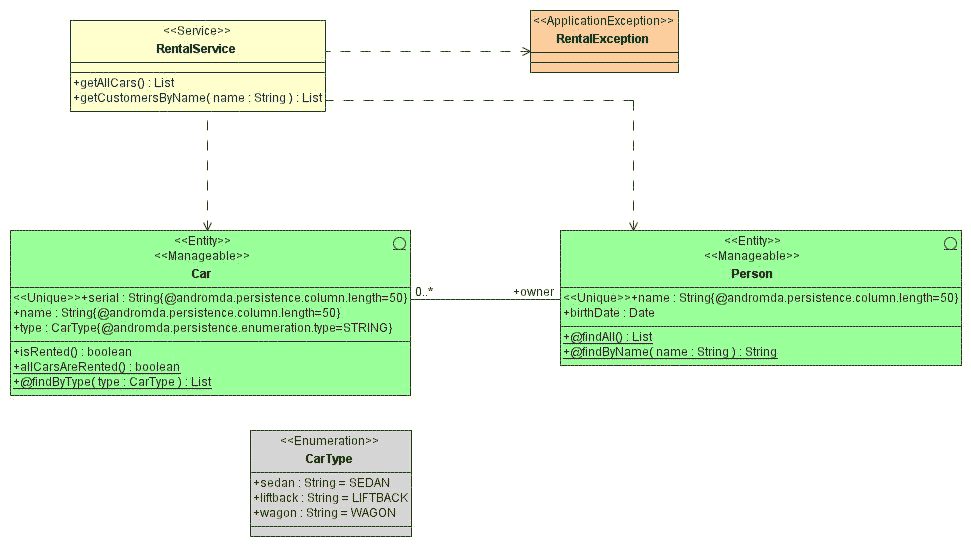 <<Service>>
RentalService
+getAllCars() : List
+getCustomersByName( name : String ) : List
<<ApplicationException>>
RentalException
<<Entity>>
<<Manageable>>
Car
<<Unique>>+serial : String{@andromda.persistence.column.length=50}
+name : String{@andromda.persistence.column.length=50}
+type : CarType{@andromda.persistence.enumeration.type=STRING}
+isRented() : boolean
+allCarsAreRented() : boolean
+@findByType( type : CarType ) : List
0..*
+owner
<<Entity>>
<<Manageable>>
Person
<<Unique>>+name : String{@andromda.persistence.column.length=50}
+birthDate : Date
+@findAll() : List
+@findByName( name : String ) : String
<<Enumeration>>
CarType
+sedan : String = SEDAN
+liftback : String = LIFTBACK
+wagon : String = WAGON